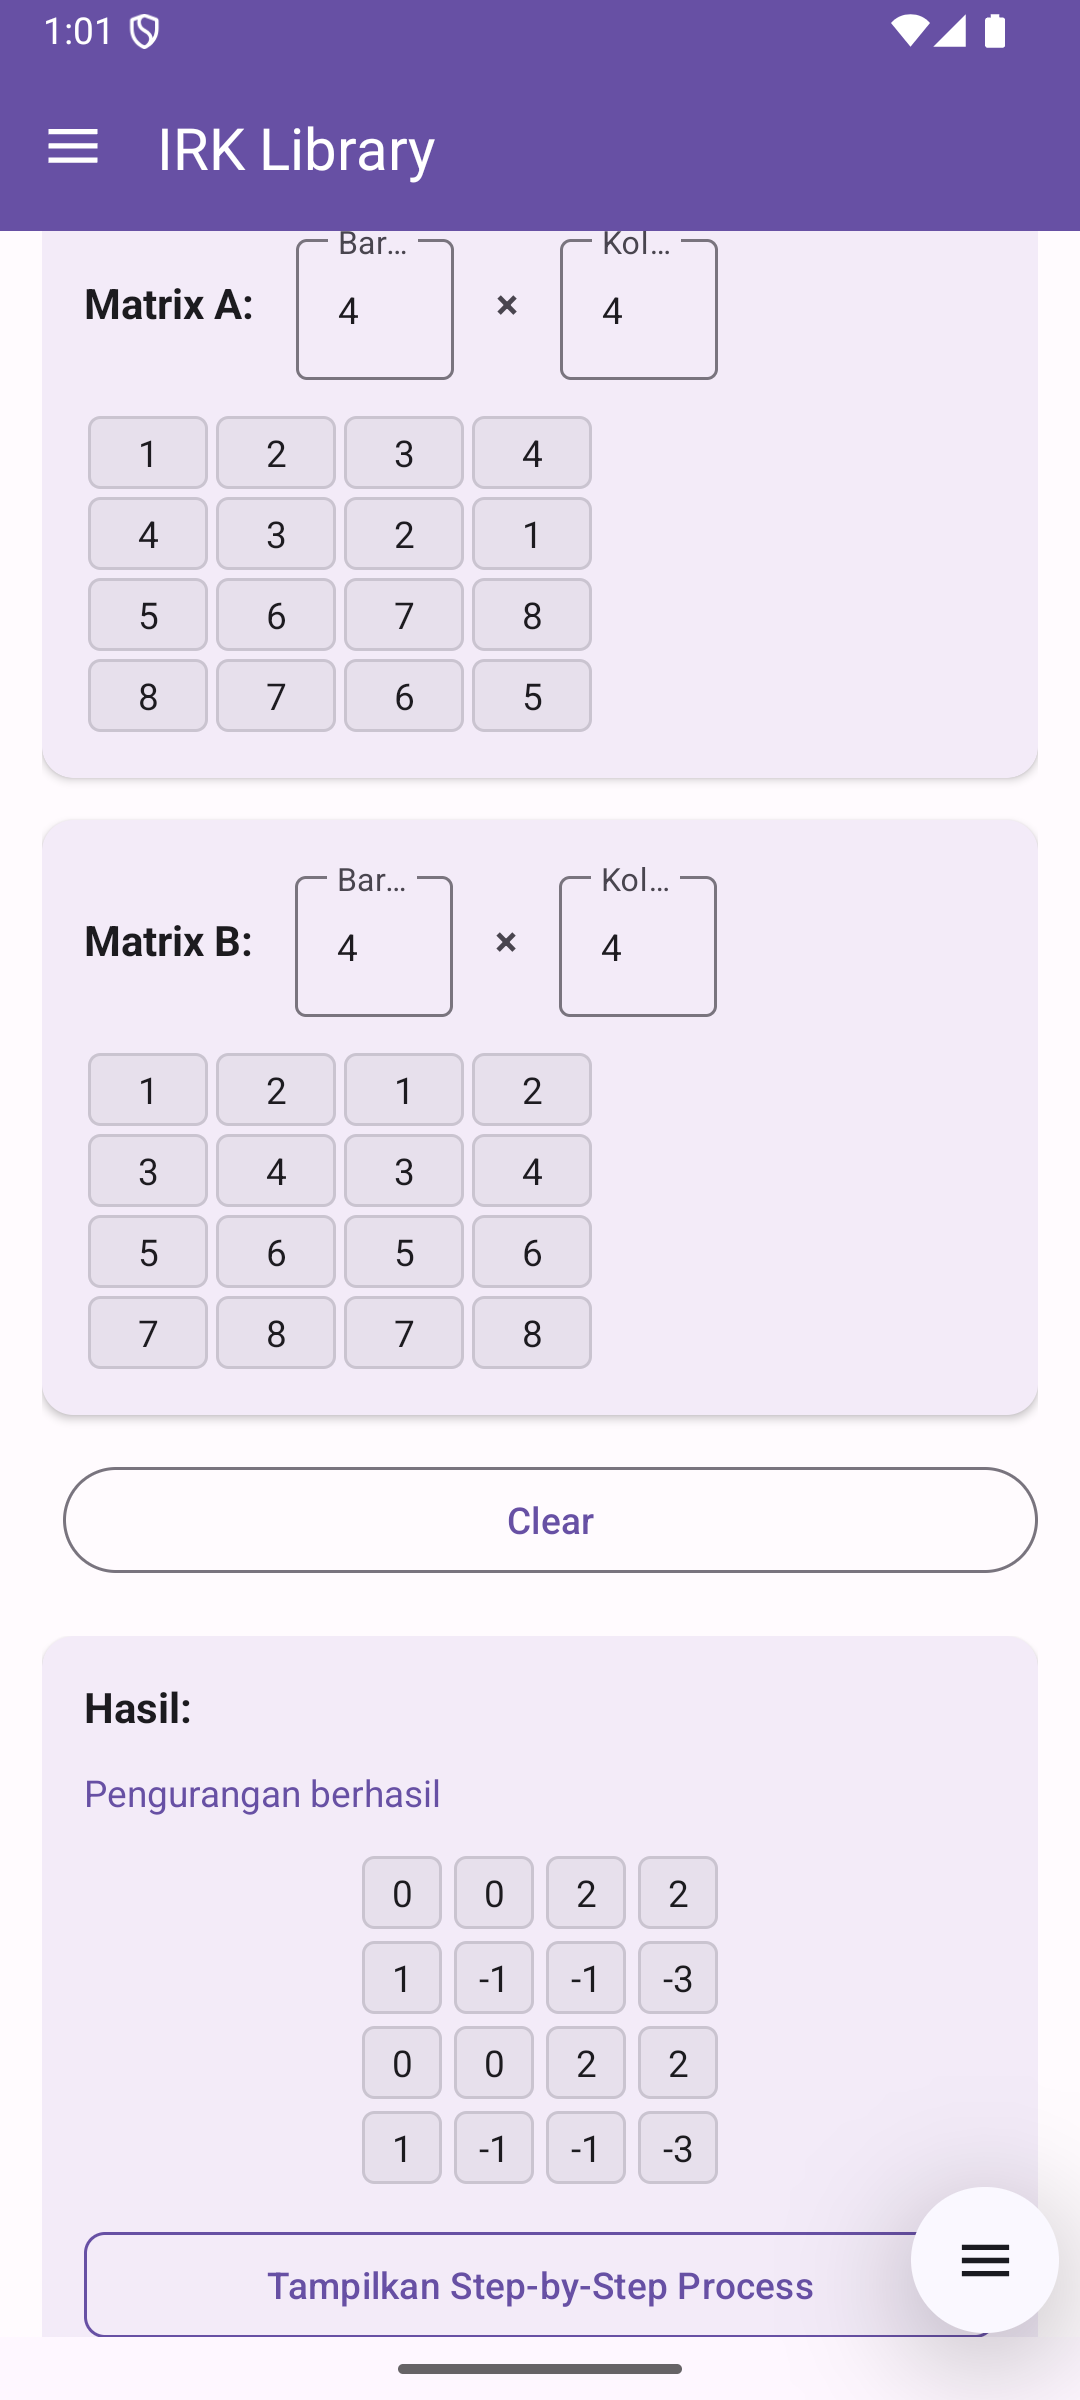 1:01
IRK Library
Bar... Kol...
Matrix A: 4 × 4
1 2 3 4
4 3 2 1
5 6 7 8
8 7 6 5
Bar... Kol...
Matrix B: 4 × 4
1 2 1 2
3 4 3 4
5 6 5 6
7 8 7 8
Clear
Hasil:
Pengurangan berhasil
0 0 2 2
1 -1 -1 -3
0 0 2 2
1 -1 -1 -3
Tampilkan Step-by-Step Process